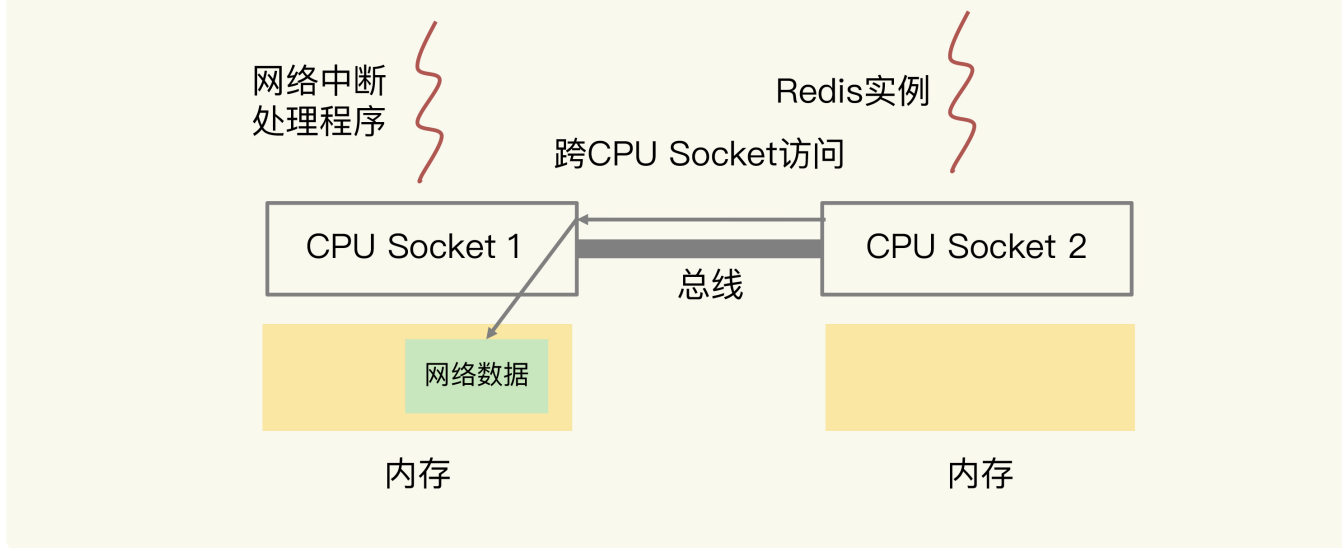 网络中断
处理程序
Redis实例
跨CPU Socket访问
CPU Socket 1
CPU Socket 2
总线
网络数据
内存
内存